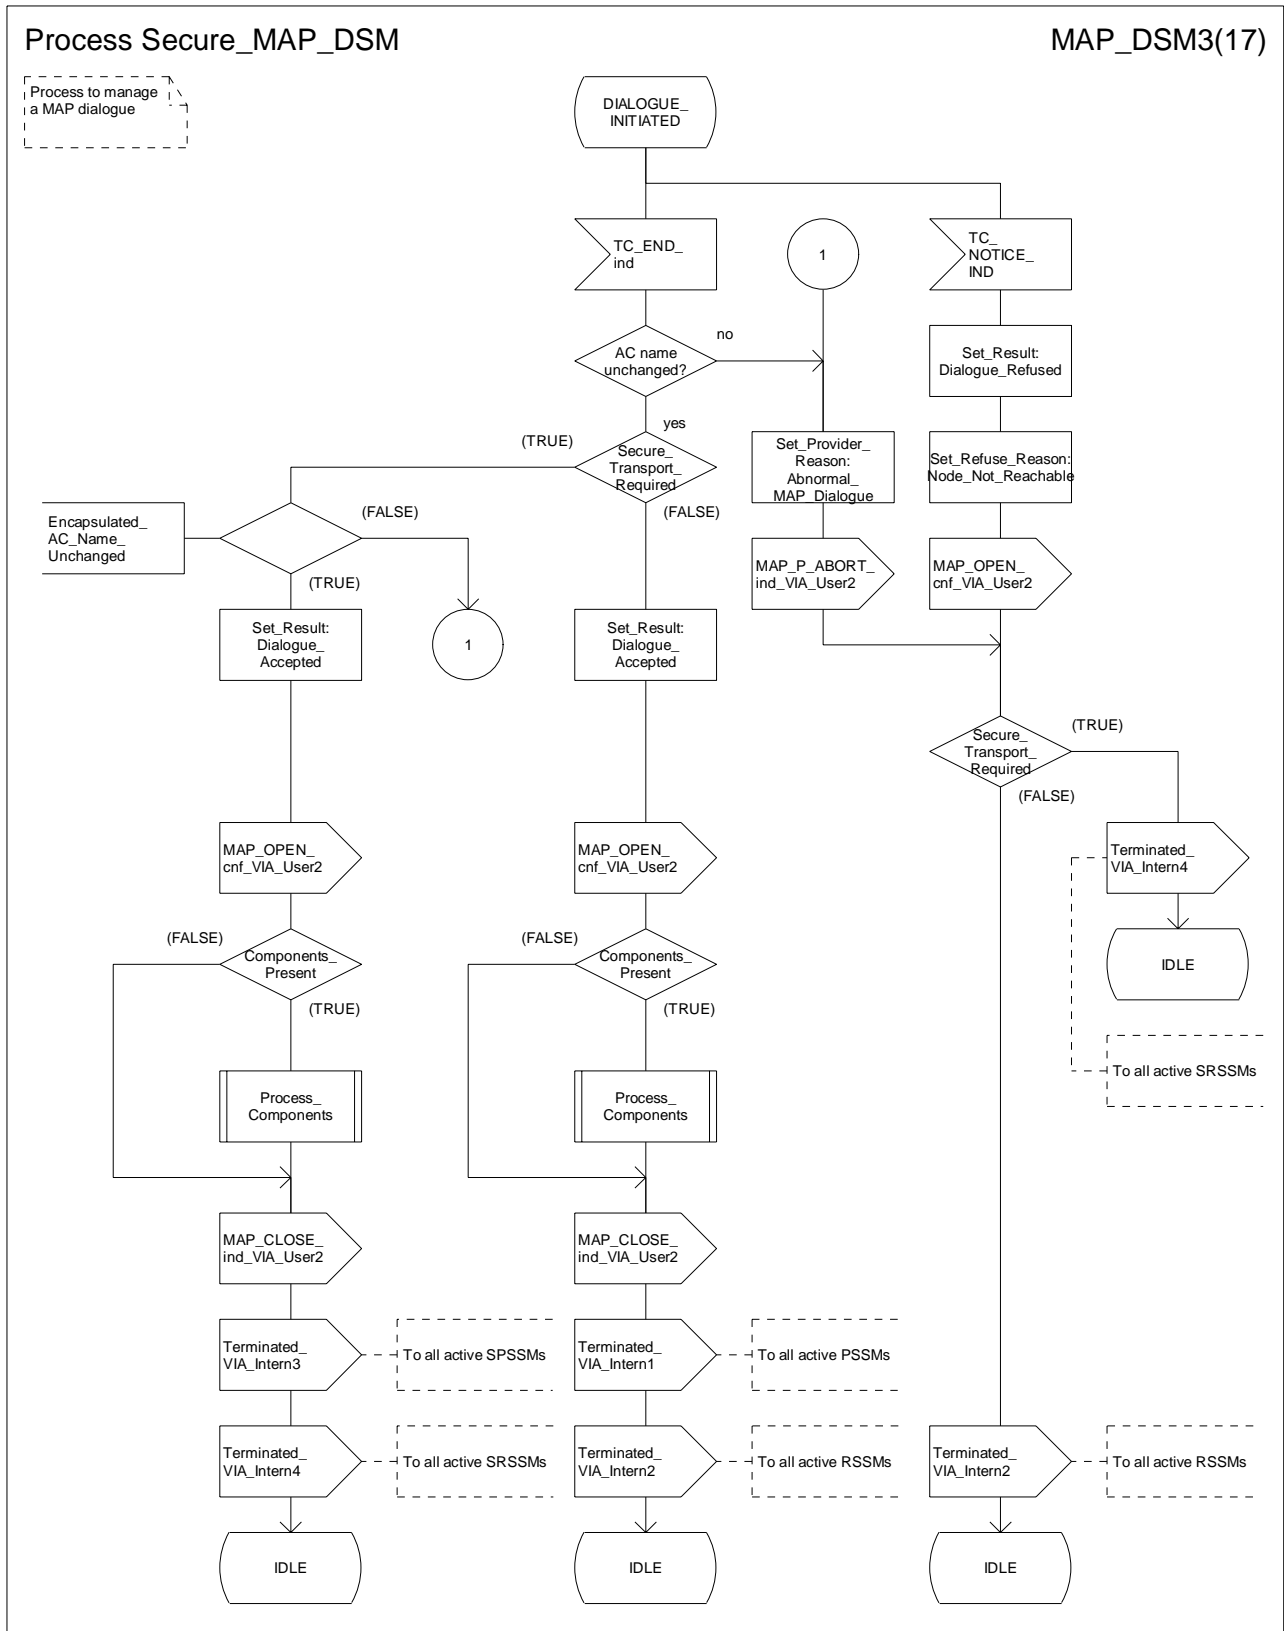 Process Secure_MAP_DSM
MAP_DSM3(17)
Process to manage
a MAP dialogue
DIALOGUE_
INITIATED
TC_END_
ind
1
TC_
NOTICE_
IND
AC name
unchanged?
no
yes
Set_Result:
Dialogue_Refused
(TRUE)
Secure_
Transport_
Required
(FALSE)
Set_Provider_
Reason:
Abnormal_
MAP_Dialogue
Set_Refuse_Reason:
Node_Not_Reachable
Encapsulated_
AC_Name_
Unchanged
(FALSE)
(TRUE)
MAP_P_ABORT_
ind_VIA_User2
MAP_OPEN_
cnf_VIA_User2
Set_Result:
Dialogue_
Accepted
1
Set_Result:
Dialogue_
Accepted
Secure_
Transport_
Required
(TRUE)
(FALSE)
MAP_OPEN_
cnf_VIA_User2
MAP_OPEN_
cnf_VIA_User2
Terminated_
VIA_Intern4
(FALSE)
Components_
Present
(TRUE)
(FALSE)
Components_
Present
(TRUE)
IDLE
Process_
Components
Process_
Components
To all active SRSSMs
MAP_CLOSE_
ind_VIA_User2
MAP_CLOSE_
ind_VIA_User2
Terminated_
VIA_Intern3
To all active SPSSMs
Terminated_
VIA_Intern1
To all active PSSMs
Terminated_
VIA_Intern4
To all active SRSSMs
Terminated_
VIA_Intern2
To all active RSSMs
Terminated_
VIA_Intern2
To all active RSSMs
IDLE
IDLE
IDLE